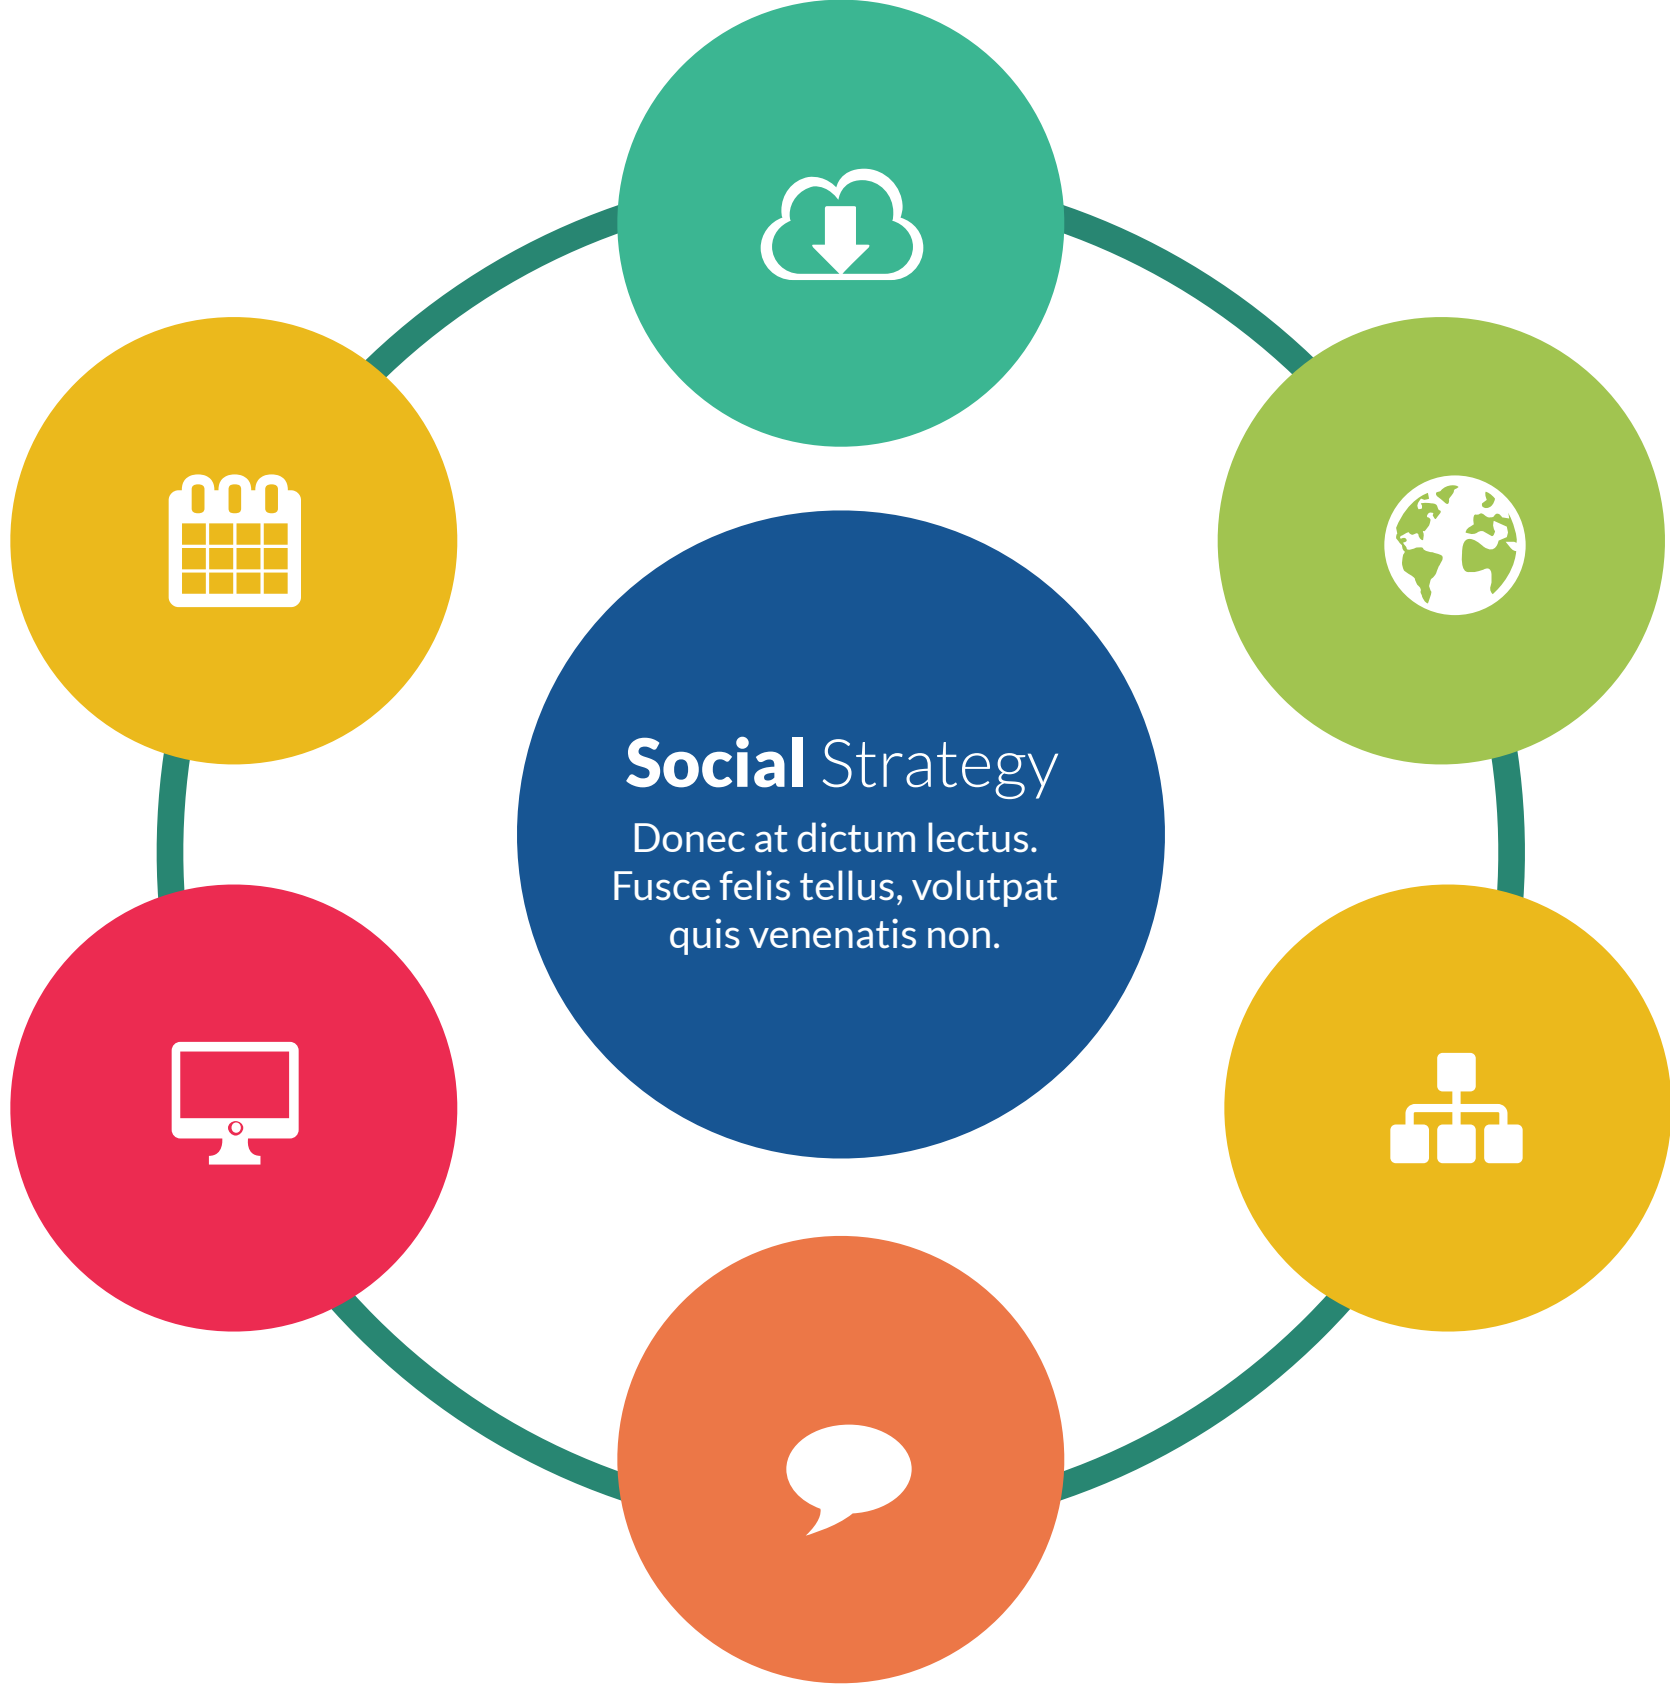 Social Strategy
Donec at dictum lectus.
Fusce felis tellus, volutpat
quis venenatis non.